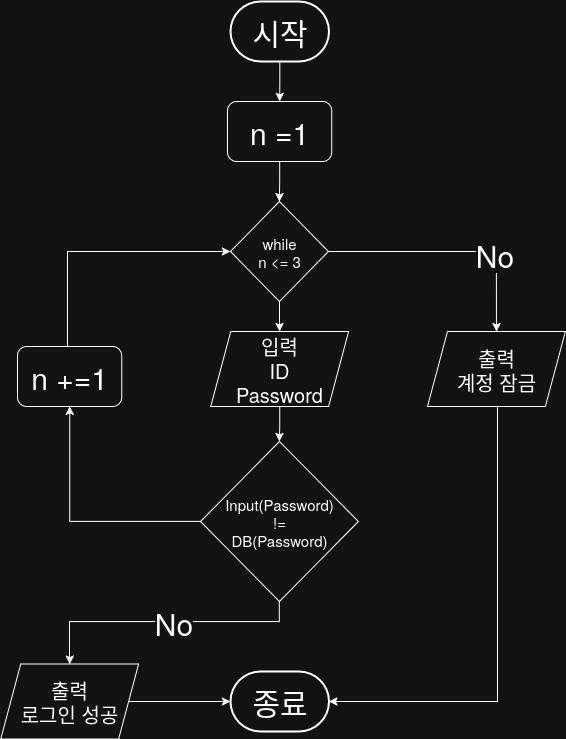 시작
n =1
while
n <= 3
No
입력
ID
Password
출력
계정 잠금
n +=1
Input(Password)
!=
DB(Password)
No
출력
로그인 성공
종료